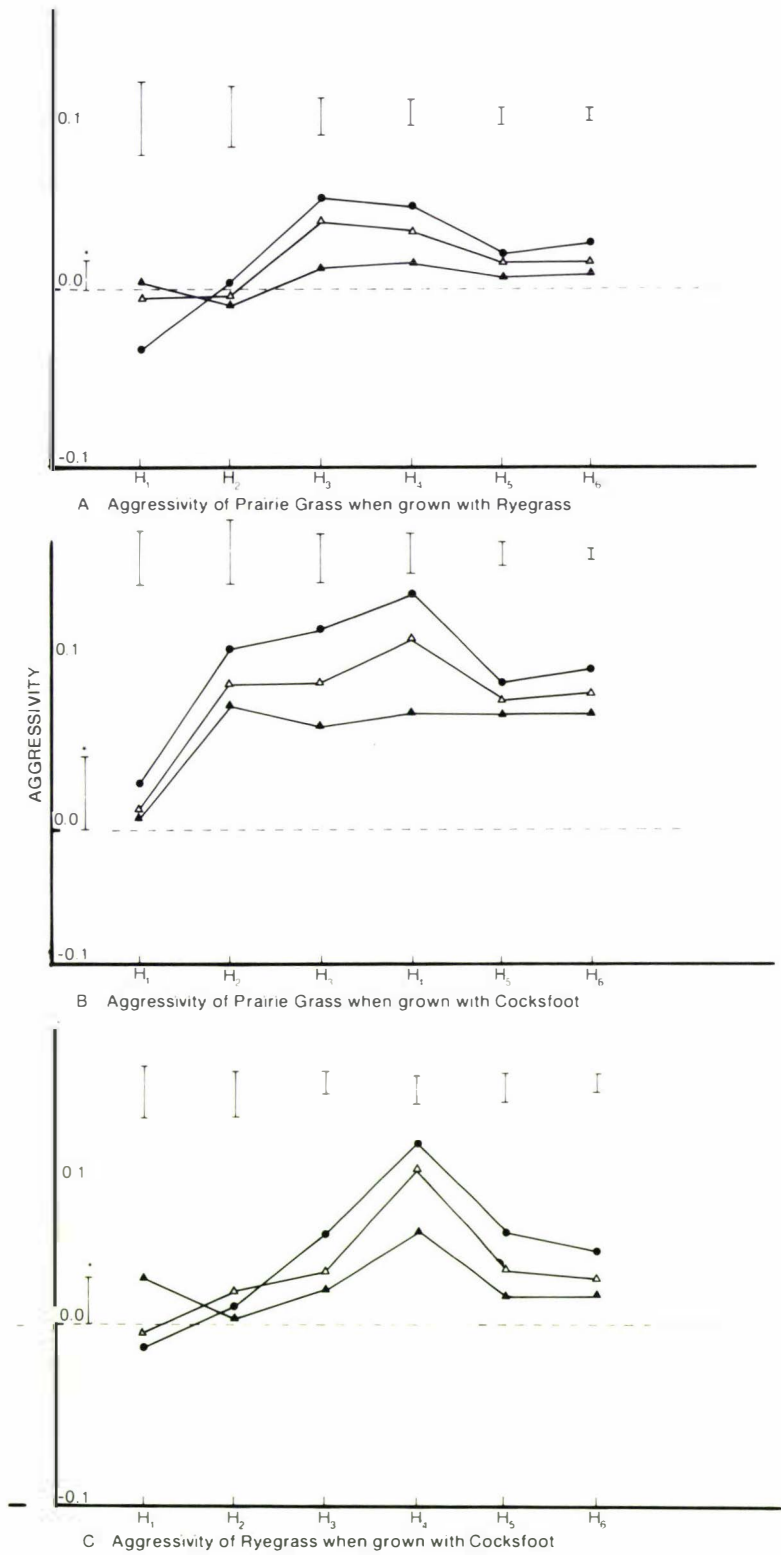 0.1
0.0
-0.1
H₁ H₂ H₃ H₄ H₅ H₆
A Aggressivity of Prairie Grass when grown with Ryegrass
AGGRESSIVITY
0.1
0.0
-0.1
H₁ H₂ H₃ H₄ H₅ H₆
B Aggressivity of Prairie Grass when grown with Cocksfoot
0.1
0.0
-0.1
H₁ H₂ H₃ H₄ H₅ H₆
C Aggressivity of Ryegrass when grown with Cocksfoot